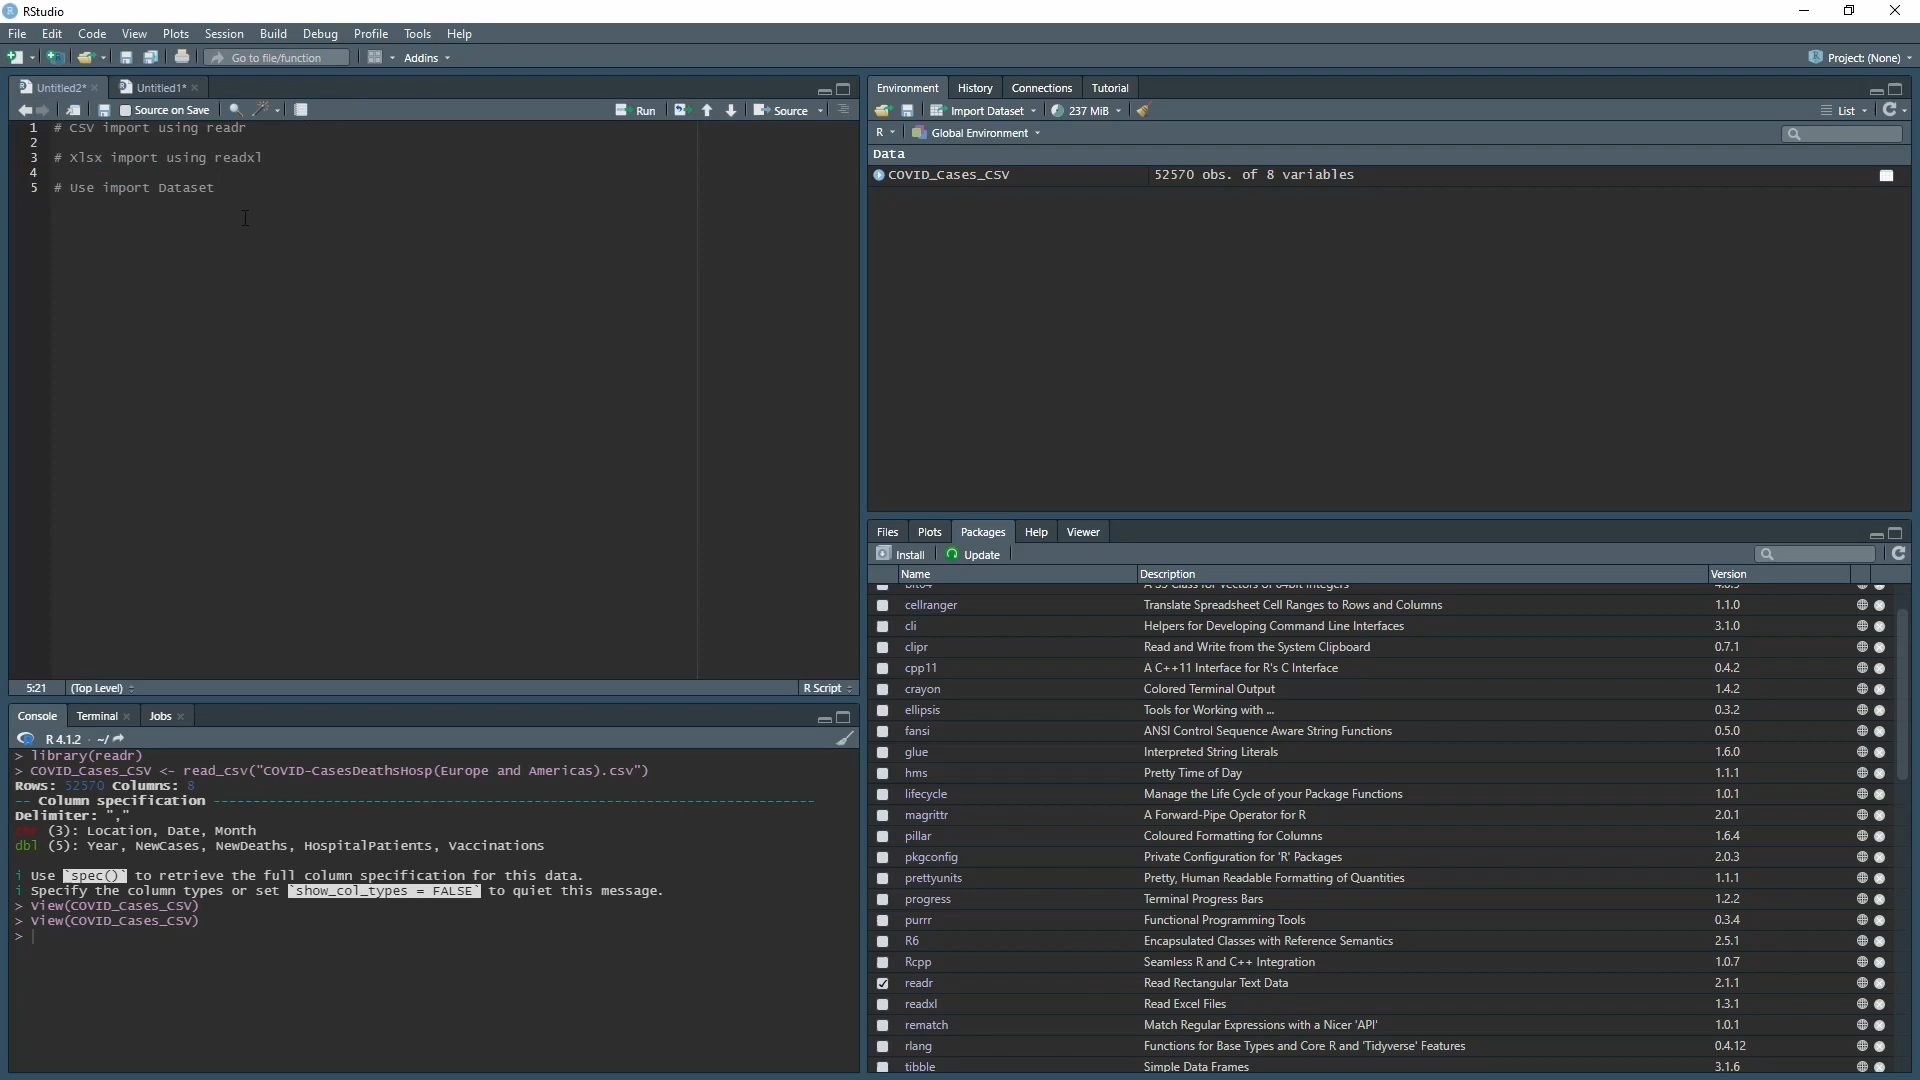 RStudio
File Edit Code View Plots Session Build Debug Profile Tools Help
Go to file/function Addins Project: (None)
Untitled2* Untitled1*
Source on Save Run Source
1 # CSV import using readr
2
3 # Xlsx import using readxl
4
5 # Use import Dataset
5:21 (Top Level) R Script
Console Terminal Jobs
R 4.1.2 · ~/
> library(readr)
> COVID_Cases_CSV <- read_csv("COVID-CasesDeathsHosp(Europe and Americas).csv")
Rows: 52570 Columns: 8
-- Column specification
Delimiter: ","
chr (3): Location, Date, Month
dbl (5): Year, NewCases, NewDeaths, HospitalPatients, Vaccinations
i Use `spec()` to retrieve the full column specification for this data.
i Specify the column types or set `show_col_types = FALSE` to quiet this message.
> View(COVID_Cases_CSV)
> View(COVID_Cases_CSV)
>
Environment History Connections Tutorial
Import Dataset 237 MiB List
R Global Environment
Data
COVID_Cases_CSV 52570 obs. of 8 variables
Files Plots Packages Help Viewer
Install Update
Name Description Version
cellranger Translate Spreadsheet Cell Ranges to Rows and Columns 1.1.0
cli Helpers for Developing Command Line Interfaces 3.1.0
clipr Read and Write from the System Clipboard 0.7.1
cpp11 A C++11 Interface for R's C Interface 0.4.2
crayon Colored Terminal Output 1.4.2
ellipsis Tools for Working with ... 0.3.2
fansi ANSI Control Sequence Aware String Functions 0.5.0
glue Interpreted String Literals 1.6.0
hms Pretty Time of Day 1.1.1
lifecycle Manage the Life Cycle of your Package Functions 1.0.1
magrittr A Forward-Pipe Operator for R 2.0.1
pillar Coloured Formatting for Columns 1.6.4
pkgconfig Private Configuration for 'R' Packages 2.0.3
prettyunits Pretty, Human Readable Formatting of Quantities 1.1.1
progress Terminal Progress Bars 1.2.2
purrr Functional Programming Tools 0.3.4
R6 Encapsulated Classes with Reference Semantics 2.5.1
Rcpp Seamless R and C++ Integration 1.0.7
readr Read Rectangular Text Data 2.1.1
readxl Read Excel Files 1.3.1
rematch Match Regular Expressions with a Nicer 'API' 1.0.1
rlang Functions for Base Types and Core R and 'Tidyverse' Features 0.4.12
tibble Simple Data Frames 3.1.6